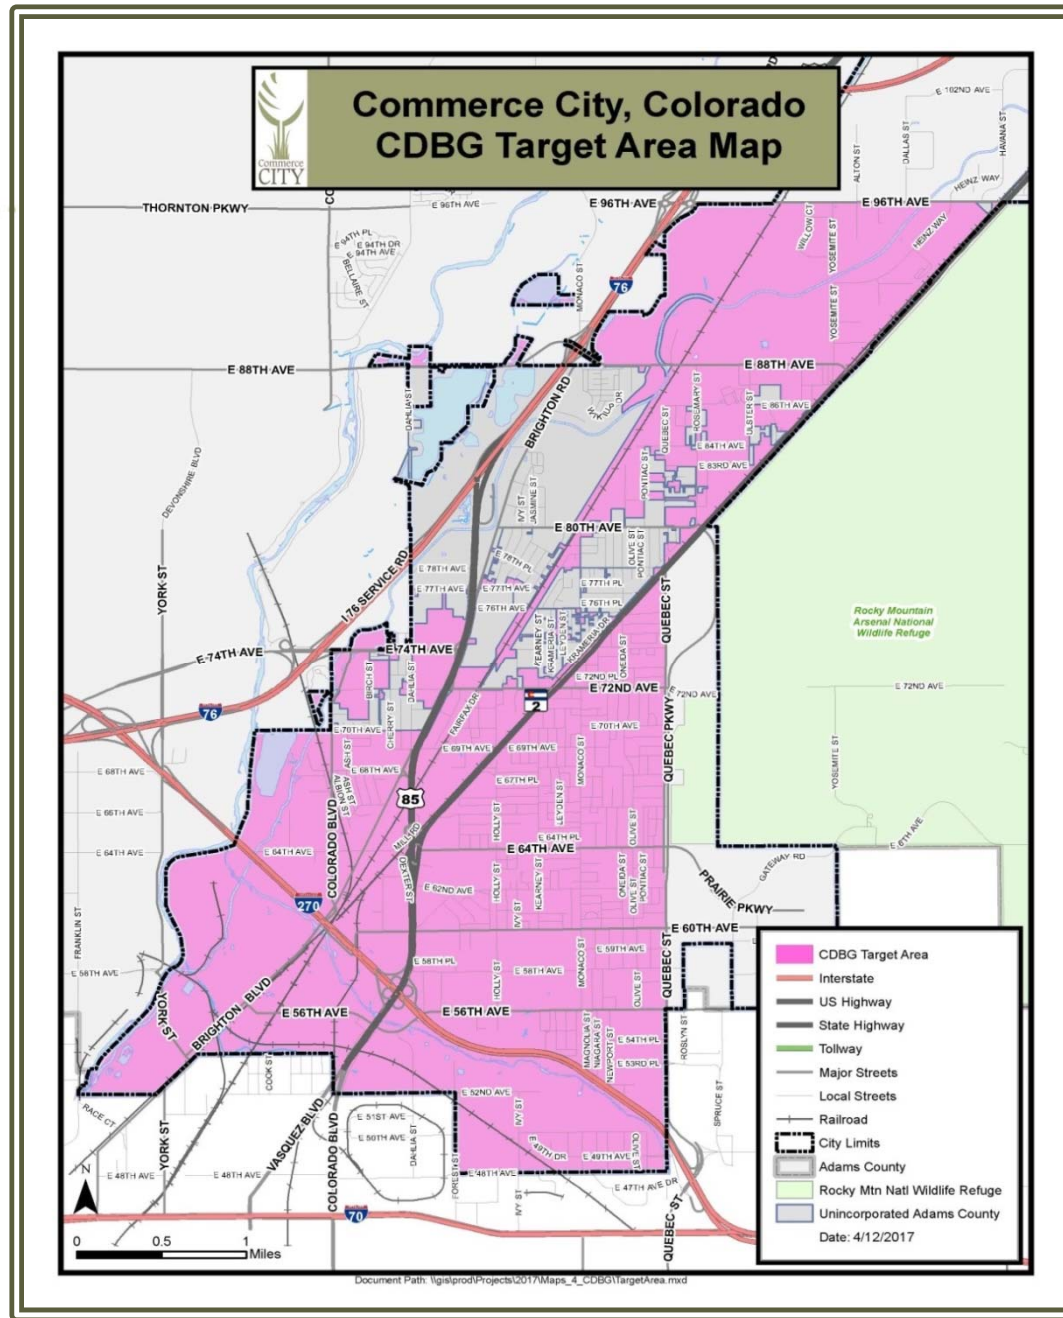 Commerce City, Colorado
CDBG Target Area Map
Commerce
CITY
RD
E 102ND AVE
ALTON ST
DALLAS ST
HAVANA ST
HEINZ WAY
THORNTON PKWY
CO
E 96TH AVE
E 96TH AVE
E 96TH AVE
E 94TH PL
E 94TH DR
E 94TH AVE
BELLAIRE ST
MONACO ST
76
WILLOW CT
YOSEMITE ST
HEINZ WAY
YOSEMITE ST
E 88TH AVE
E 88TH AVE
DAHLIA ST
BRIGHTON RD
QUEBEC ST
ROSEMARY ST
ULSTER ST
E 86TH AVE
E 84TH AVE
E 83RD AVE
PONTIAC ST
DEVONSHIRE BLVD
IVY ST
JASMINE ST
E 80TH AVE
OLIVE ST
PONTIAC ST
E 78TH AVE
E 78TH PL
E 77TH AVE
E 77TH AVE
E 77TH PL
E 76TH AVE
E 76TH PL
I 76 SERVICE RD
YORK ST
QUEBEC ST
KEARNEY ST
KRAMERIA ST
LEYDEN ST
KRAMERIA DR
ONEIDA ST
Rocky Mountain
Arsenal National
Wildlife Refuge
E 74TH AVE
E 74TH AVE
BIRCH ST
DAHLIA ST
CHERRY ST
E 72ND PL
E 72ND AVE
E 72ND AVE
E 72ND AVE
2
FAIRFAX DR
76
E 70TH AVE
E 70TH AVE
E 69TH AVE
E 69TH AVE
MONACO ST
QUEBEC PKWY
YOSEMITE ST
E 68TH AVE
E 68TH AVE
ASH ST
ASH ST
ALBION ST
E 67TH PL
85
LEYDEN ST
HOLLY ST
OLIVE ST
E 66TH AVE
COLORADO BLVD
MILL RD
E 64TH PL
E 64TH AVE
E 64TH AVE
E 64TH AVE
DEXTER ST
E 62ND AVE
HOLLY ST
KEARNEY ST
IVY ST
ONEIDA ST
OLIVE ST
PONTIAC ST
GATEWAY RD
PRAIRIE PKWY
270
FRANKLIN ST
E 60TH AVE
E 59TH AVE
E 58TH AVE
E 58TH PL
E 58TH AVE
HOLLY ST
MONACO ST
OLIVE ST
QUEBEC ST
YORK ST
BRIGHTON BLVD
E 56TH AVE
E 56TH AVE
MAGNOLIA ST
NIAGARA ST
NEWPORT ST
E 54TH PL
E 53RD PL
ROSLYN ST
COOK ST
SPRUCE ST
RACE CT
E 52ND AVE
E 51ST AVE
E 50TH AVE
DAHLIA ST
IVY ST
E 49TH DR
E 49TH AVE
OLIVE ST
YORK ST
VASQUEZ BLVD
COLORADO BLVD
FOREST ST
E 48TH AVE
E 48TH AVE
E 48TH AVE
E 47TH AVE DR
IVY ST
QUEBEC ST
70
N
0 0.5 1
Miles
CDBG Target Area
Interstate
US Highway
State Highway
Tollway
Major Streets
Local Streets
Railroad
City Limits
Adams County
Rocky Mtn Natl Wildlife Refuge
Unincorporated Adams County
Date: 4/12/2017
Document Path: \\gis\prod\Projects\2017\Maps_4_CDBG\TargetArea.mxd